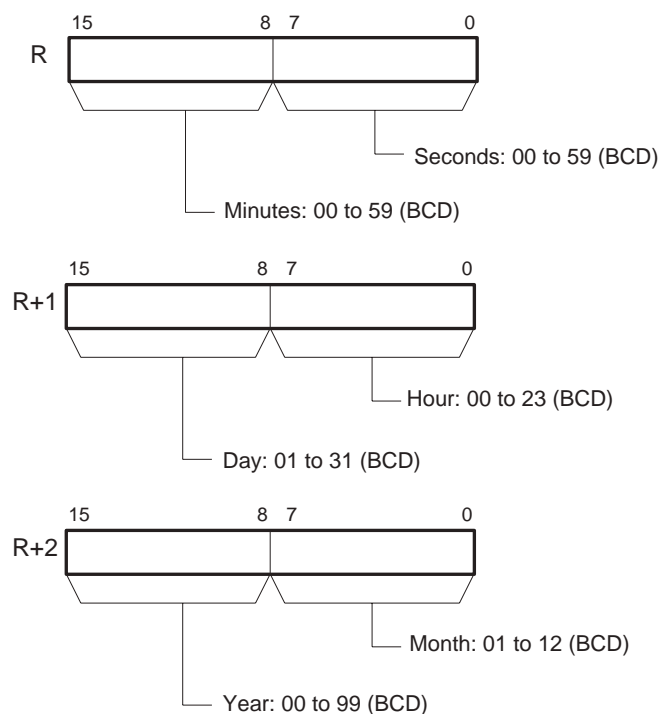 15 8 7 0
R
Seconds: 00 to 59 (BCD)
Minutes: 00 to 59 (BCD)
15 8 7 0
R+1
Hour: 00 to 23 (BCD)
Day: 01 to 31 (BCD)
15 8 7 0
R+2
Month: 01 to 12 (BCD)
Year: 00 to 99 (BCD)